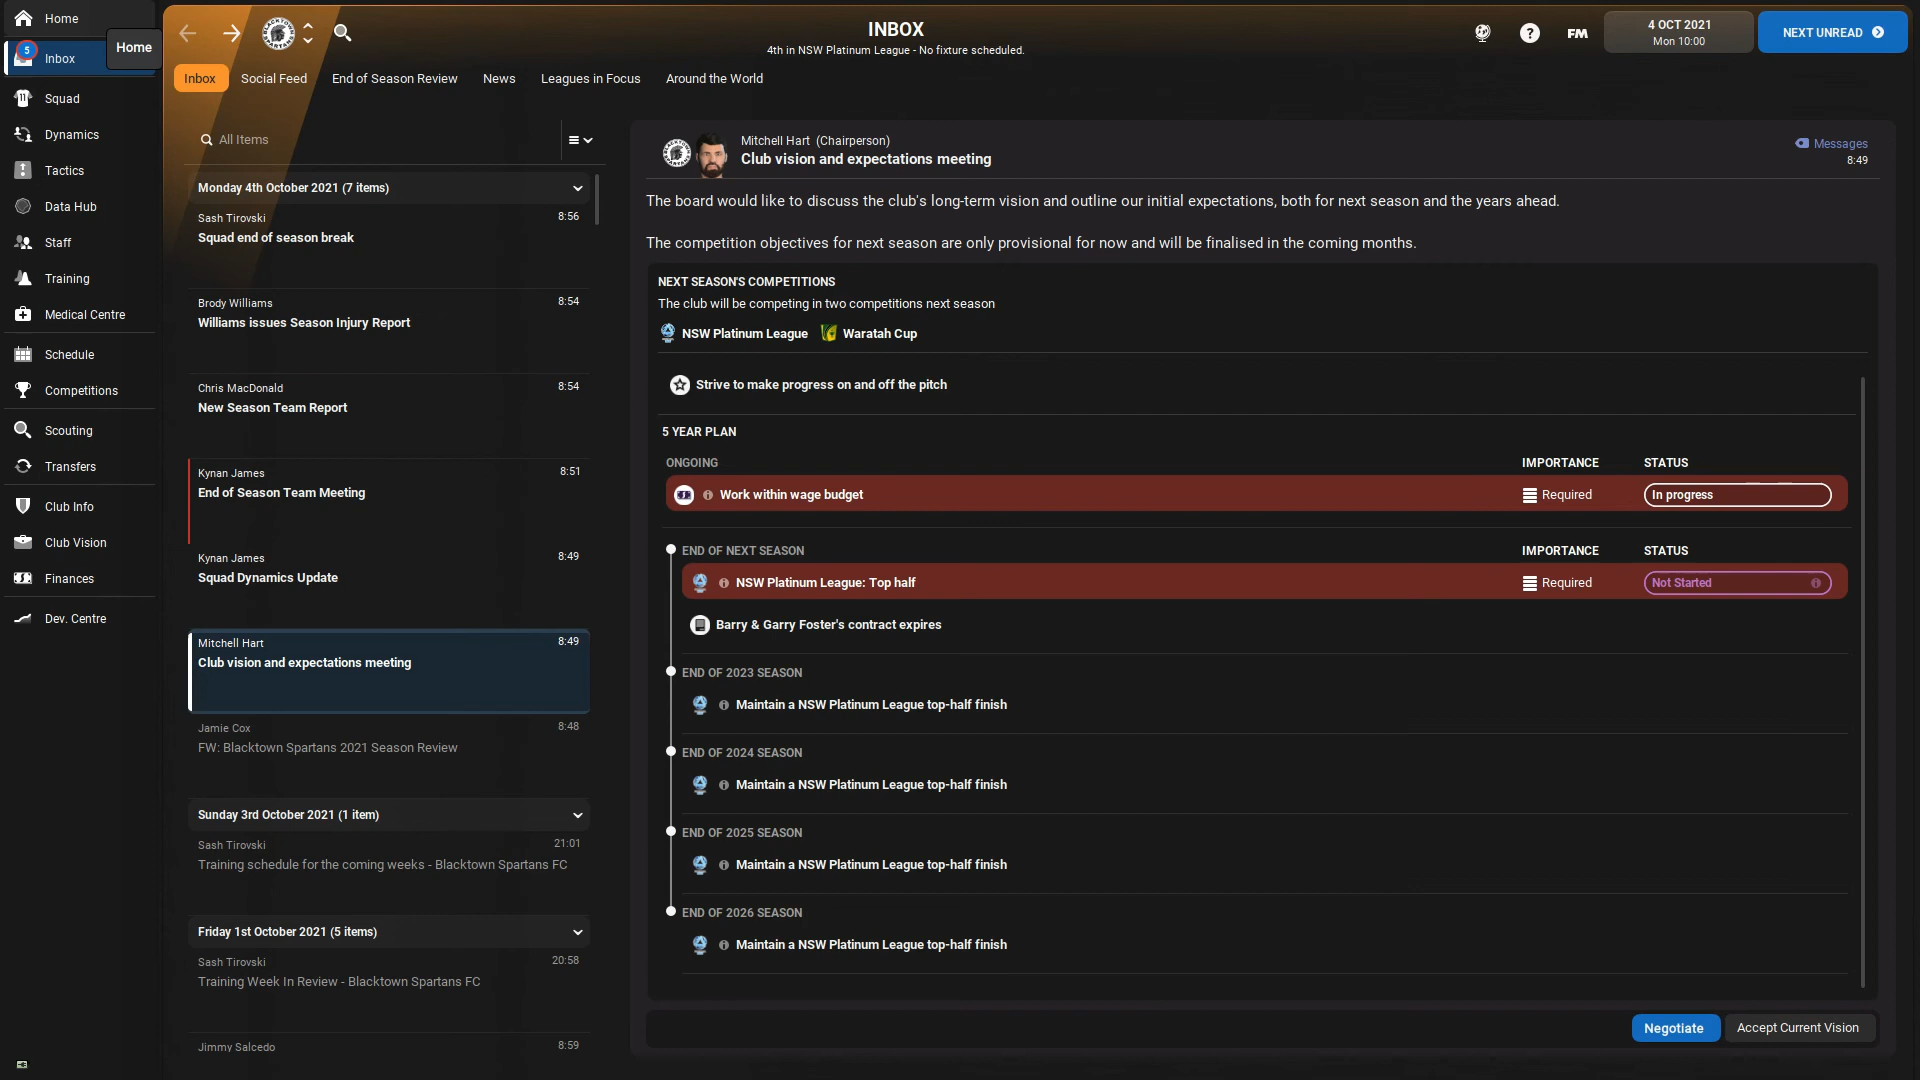 Home
5
Inbox
Home
Squad
Dynamics
Tactics
Data Hub
Staff
Training
Medical Centre
Schedule
Competitions
Scouting
Transfers
Club Info
Club Vision
Finances
Dev. Centre
INBOX
4th in NSW Platinum League - No fixture scheduled.
FM
4 OCT 2021
Mon 10:00
NEXT UNREAD
Inbox
Social Feed
End of Season Review
News
Leagues in Focus
Around the World
All Items
Monday 4th October 2021 (7 items)
Sash Tirovski 8:56
Squad end of season break
Brody Williams 8:54
Williams issues Season Injury Report
Chris MacDonald 8:54
New Season Team Report
Kynan James 8:51
End of Season Team Meeting
Kynan James 8:49
Squad Dynamics Update
Mitchell Hart 8:49
Club vision and expectations meeting
Jamie Cox 8:48
FW: Blacktown Spartans 2021 Season Review
Sunday 3rd October 2021 (1 item)
Sash Tirovski 21:01
Training schedule for the coming weeks - Blacktown Spartans FC
Friday 1st October 2021 (5 items)
Sash Tirovski 20:58
Training Week In Review - Blacktown Spartans FC
Jimmy Salcedo 8:59
Mitchell Hart (Chairperson)
Club vision and expectations meeting
Messages
8:49
The board would like to discuss the club's long-term vision and outline our initial expectations, both for next season and the years ahead.
The competition objectives for next season are only provisional for now and will be finalised in the coming months.
NEXT SEASON'S COMPETITIONS
The club will be competing in two competitions next season
NSW Platinum League Waratah Cup
Strive to make progress on and off the pitch
5 YEAR PLAN
ONGOING IMPORTANCE STATUS
Work within wage budget Required In progress
END OF NEXT SEASON IMPORTANCE STATUS
NSW Platinum League: Top half Required Not Started
Barry & Garry Foster's contract expires
END OF 2023 SEASON
Maintain a NSW Platinum League top-half finish
END OF 2024 SEASON
Maintain a NSW Platinum League top-half finish
END OF 2025 SEASON
Maintain a NSW Platinum League top-half finish
END OF 2026 SEASON
Maintain a NSW Platinum League top-half finish
Negotiate
Accept Current Vision